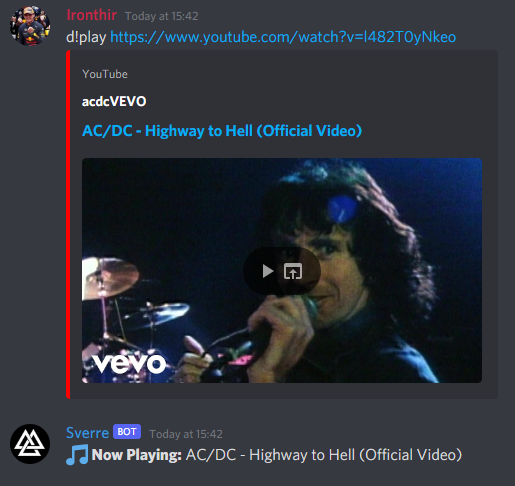 Ironthir Today at 15:42
d!play https://www.youtube.com/watch?v=l482T0yNkeo
YouTube
acdcVEVO
AC/DC - Highway to Hell (Official Video)
vevo
Sverre BOT Today at 15:42
Now Playing: AC/DC - Highway to Hell (Official Video)